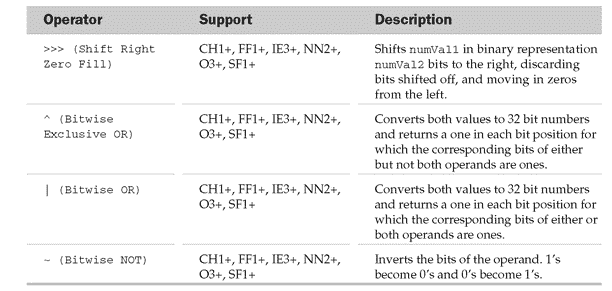 Operator Support Description
>>> (Shift Right CH1+, FF1+, IE3+, NN2+, Shifts numVal1 in binary representation
Zero Fill) O3+, SF1+ numVal2 bits to the right, discarding
bits shifted off, and moving in zeros
from the left.
^ (Bitwise CH1+, FF1+, IE3+, NN2+, Converts both values to 32 bit numbers
Exclusive OR) O3+, SF1+ and returns a one in each bit position for
which the corresponding bits of either
but not both operands are ones.
| (Bitwise OR) CH1+, FF1+, IE3+, NN2+, Converts both values to 32 bit numbers
O3+, SF1+ and returns a one in each bit position for
which the corresponding bits of either or
both operands are ones.
~ (Bitwise NOT) CH1+, FF1+, IE3+, NN2+, Inverts the bits of the operand. 1's
O3+, SF1+ become 0's and 0's become 1's.